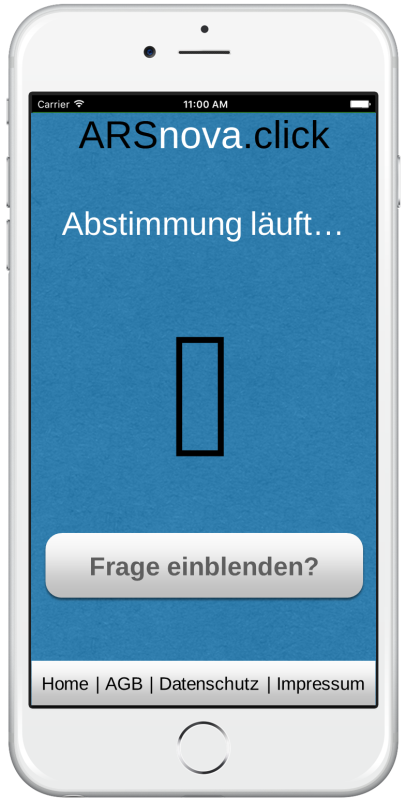 Carrier 11:00 AM
ARSnova.click
Abstimmung läuft…
Frage einblenden?
Home | AGB | Datenschutz | Impressum